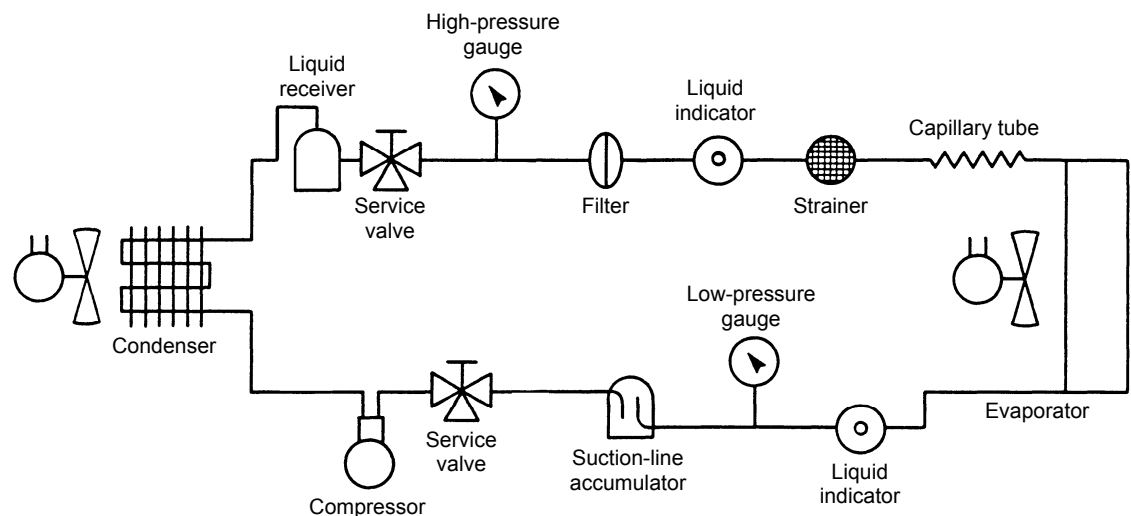 High-pressure
gauge
Liquid
receiver
Liquid
indicator
Capillary tube
Service
valve
Filter
Strainer
Low-pressure
gauge
Condenser
Evaporator
Service
valve
Suction-line
accumulator
Liquid
indicator
Compressor